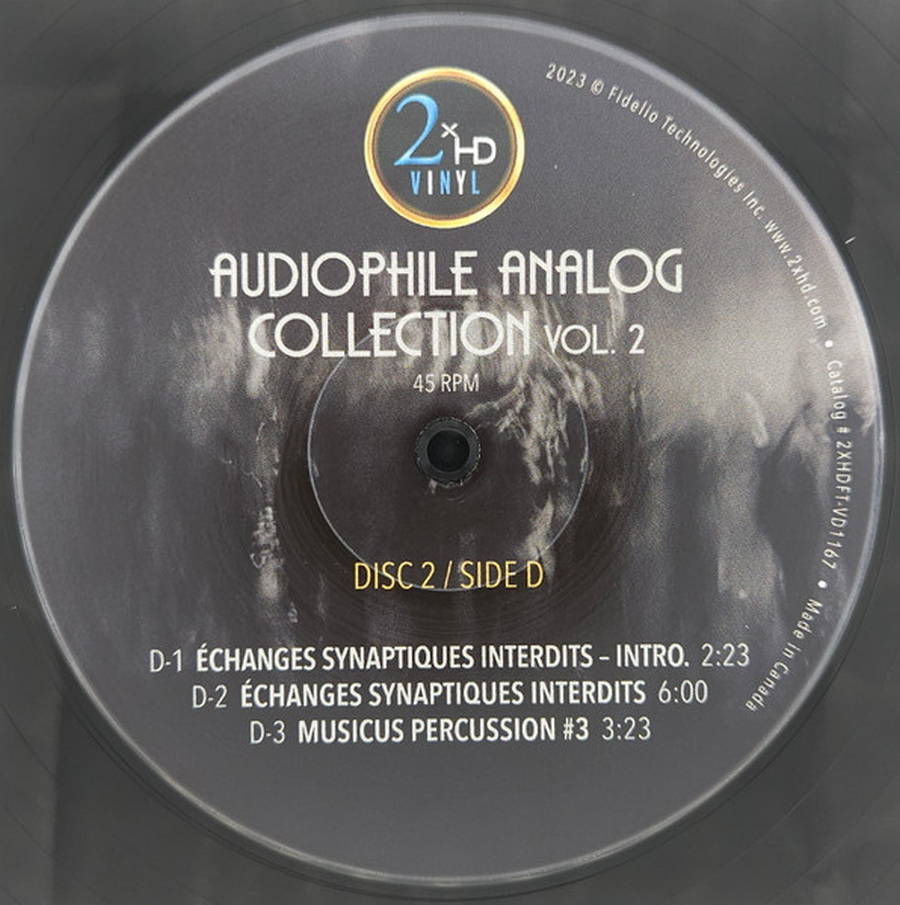 2xHD
VINYL
AUDIOPHILE ANALOG
COLLECTION VOL. 2
45 RPM
DISC 2 / SIDE D
D-1 ÉCHANGES SYNAPTIQUES INTERDITS – INTRO. 2:23
D-2 ÉCHANGES SYNAPTIQUES INTERDITS 6:00
D-3 MUSICUS PERCUSSION #3 3:23
2023 © Fidelio Technologies Inc. www.2xhd.com • Catalog # 2XHDFT-VD1167 • Made in Canada